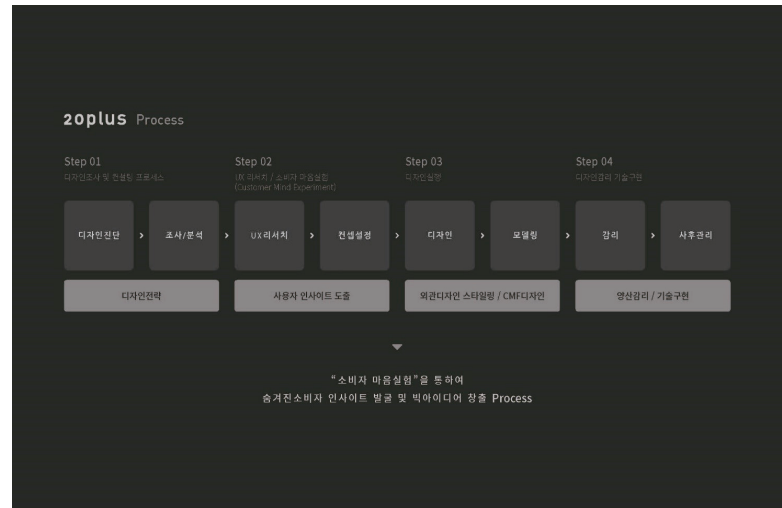 20plus Process
Step 01
디자인조사 및 컨설팅 프로세스
Step 02
UX 리서치 / 소비자 마음실험
(Customer Mind Experiment)
Step 03
디자인실행
Step 04
디자인감리 기술구현
디자인진단 > 조사/분석 > UX리서치 > 컨셉설정 > 디자인 > 모델링 > 감리 > 사후관리
디자인전략
사용자 인사이트 도출
외관디자인 스타일링 / CMF디자인
양산감리 / 기술구현
“소비자 마음실험”을 통하여
숨겨진소비자 인사이트 발굴 및 빅아이디어 창출 Process